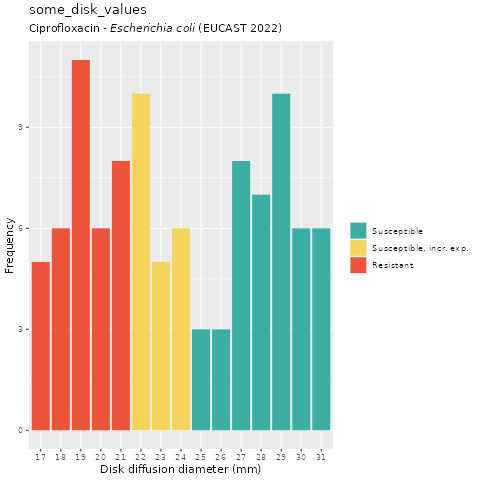 some_disk_values
Ciprofloxacin - Escherichia coli (EUCAST 2022)
Frequency
9
6
3
0
17 18 19 20 21 22 23 24 25 26 27 28 29 30 31
Disk diffusion diameter (mm)
Susceptible
Susceptible, incr. exp.
Resistant